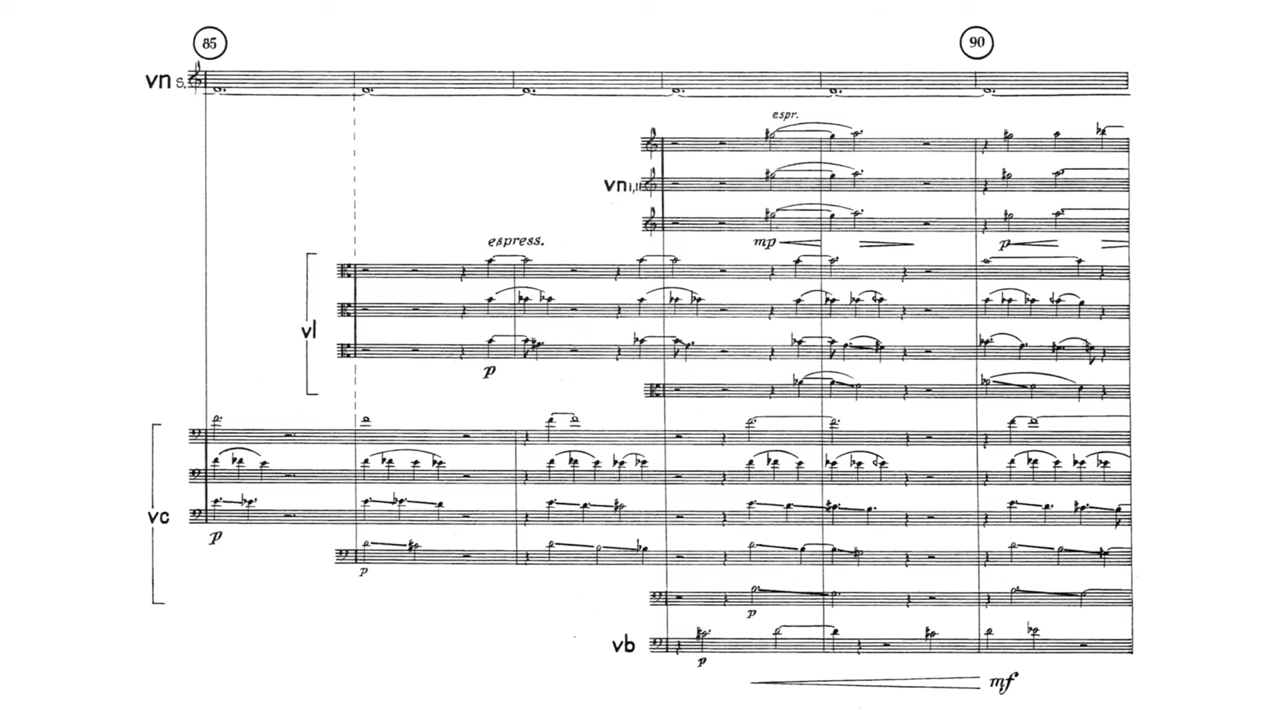 85 90
vn s.
espr.
vn I,II
mp p
espress.
vl
p
vc
p
p
p
vb
p
mf